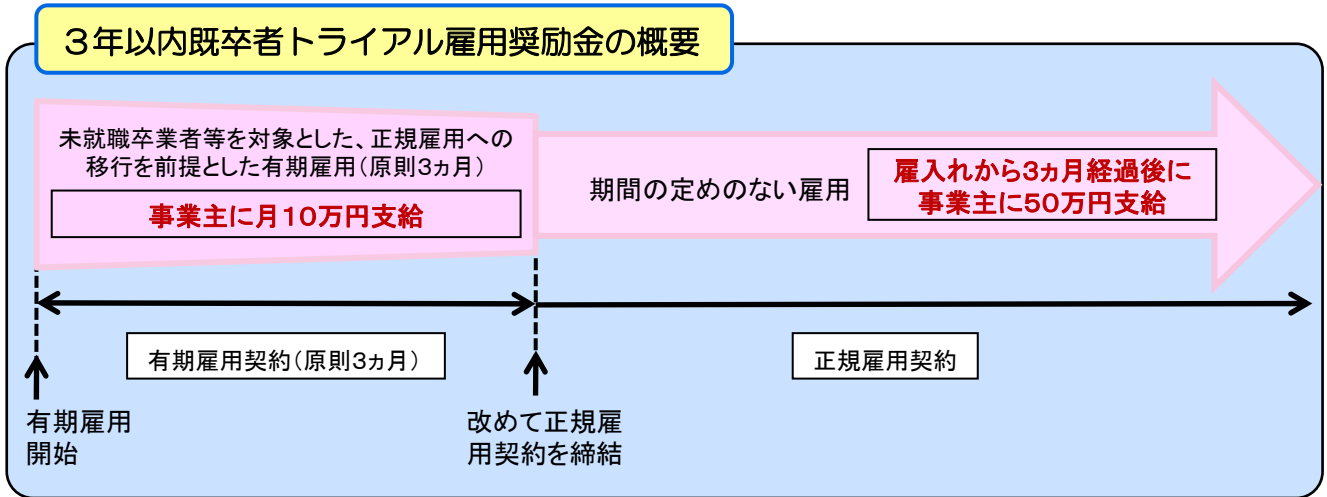 ３年以内既卒者トライアル雇用奨励金の概要
未就職卒業者等を対象とした、正規雇用への
移行を前提とした有期雇用（原則3ヵ月）
事業主に月１０万円支給
期間の定めのない雇用
雇入れから3ヵ月経過後に
事業主に５０万円支給
有期雇用契約（原則3ヵ月）
正規雇用契約
有期雇用
開始
改めて正規雇
用契約を締結